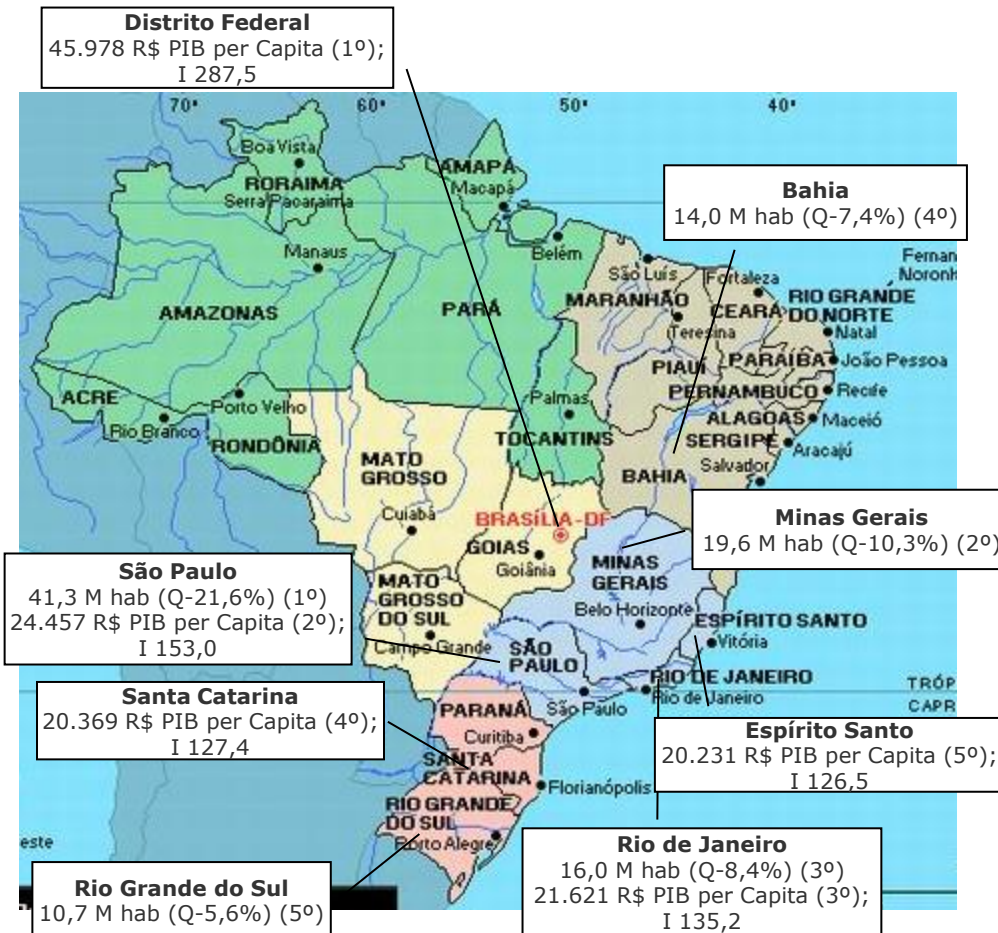 Distrito Federal
45.978 R$ PIB per Capita (1º);
I 287,5
70°
60°
50°
40°
Boa Vista
RORAIMA
Serra Pacaraima
AMAPÁ
Macapá
Bahia
14,0 M hab (Q-7,4%) (4º)
Manaus
Belém
São Luís
Fortaleza
Fernan
Noronh
AMAZONAS
PARÁ
MARANHÃO
CEARÁ
RIO GRANDE
DO NORTE
Teresina
Natal
PIAUÍ
PARAÍBA
João Pessoa
ACRE
Porto Velho
Palmas
PERNAMBUCO
Recife
Rio Branco
ALAGOAS
Maceió
RONDÔNIA
TOCANTINS
SERGIPE
Aracajú
MATO
GROSSO
BAHIA
Salvador
Cuiabá
BRASÍLIA-DF
Minas Gerais
19,6 M hab (Q-10,3%) (2º)
GOIAS
Goiânia
MINAS
GERAIS
São Paulo
41,3 M hab (Q-21,6%) (1º)
24.457 R$ PIB per Capita (2º);
I 153,0
MATO
GROSSO
DO SUL
Campo Grande
Belo Horizonte
ESPÍRITO SANTO
Vitória
SÃO
PAULO
RIO DE JANEIRO
Rio de Janeiro
São Paulo
TRÓP
CAPR
Santa Catarina
20.369 R$ PIB per Capita (4º);
I 127,4
PARANÁ
Curitiba
Espírito Santo
20.231 R$ PIB per Capita (5º);
I 126,5
SANTA
CATARINA
Florianópolis
RIO GRANDE
DO SUL
Porto Alegre
este
Rio de Janeiro
16,0 M hab (Q-8,4%) (3º)
21.621 R$ PIB per Capita (3º);
I 135,2
Rio Grande do Sul
10,7 M hab (Q-5,6%) (5º)